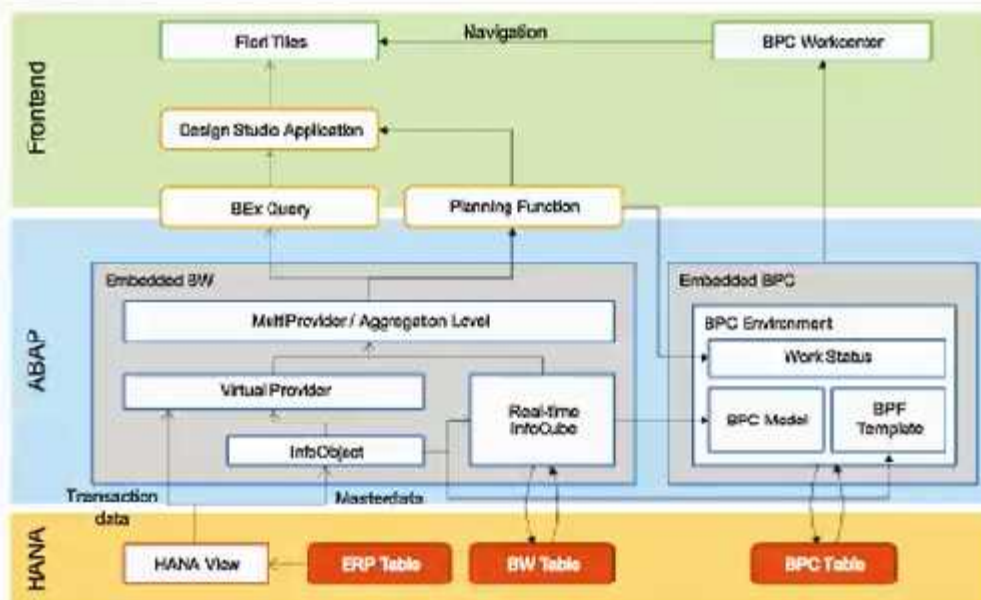 Frontend
Fiori Tiles
Navigation
BPC Workcenter
Design Studio Application
BEx Query
Planning Function
ABAP
Embedded BW
MultiProvider / Aggregation Level
Virtual Provider
InfoObject
Real-time
InfoCube
Embedded BPC
BPC Environment
Work Status
BPC Model
BPF
Template
Transaction
data
Masterdata
HANA
HANA View
ERP Table
BW Table
BPC Table